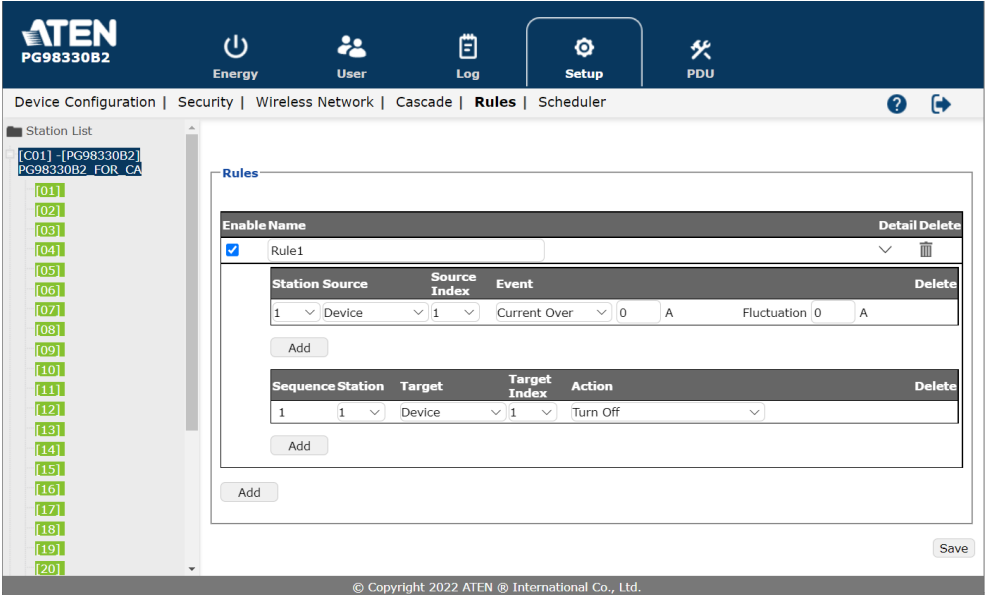 ATEN
PG98330B2
Energy
User
Log
Setup
PDU
Device Configuration | Security | Wireless Network | Cascade | Rules | Scheduler
?
Station List
[C01] -[PG98330B2]
PG98330B2_FOR_CA
[01]
[02]
[03]
[04]
[05]
[06]
[07]
[08]
[09]
[10]
[11]
[12]
[13]
[14]
[15]
[16]
[17]
[18]
[19]
[20]
Rules
Enable Name Detail Delete
Rule1
Station Source Source Index Event Delete
1 Device 1 Current Over 0 A Fluctuation 0 A
Add
Sequence Station Target Target Index Action Delete
1 1 Device 1 Turn Off
Add
Add
Save
© Copyright 2022 ATEN ® International Co., Ltd.